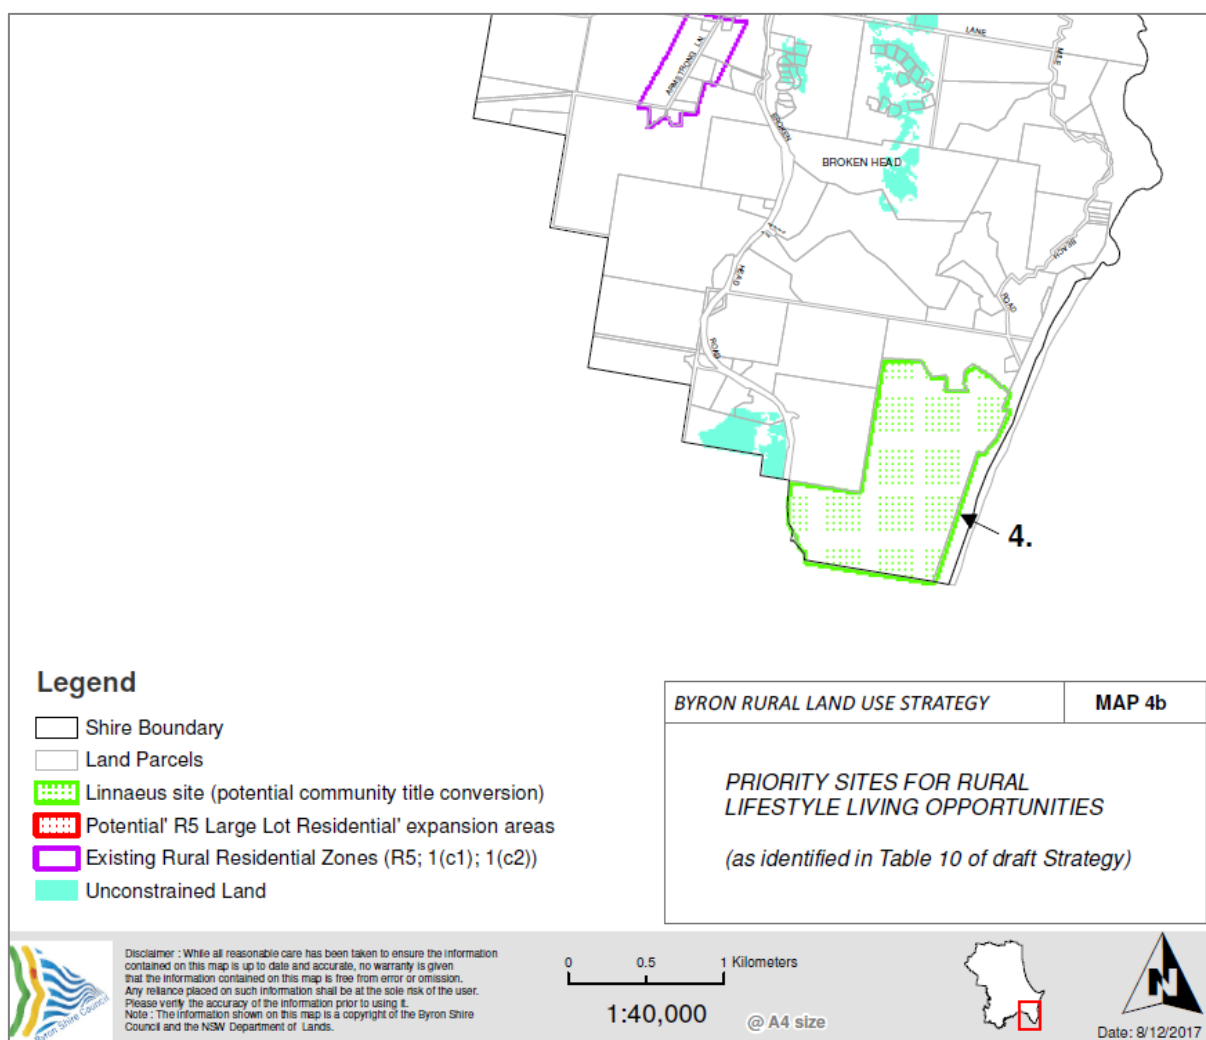 LANE
MILE
ARMSTRONG LN
BROKEN
BROKEN HEAD
BEACH
HEAD
ROAD
ROAD
4.
Legend
Shire Boundary
Land Parcels
Linnaeus site (potential community title conversion)
Potential' R5 Large Lot Residential' expansion areas
Existing Rural Residential Zones (R5; 1(c1); 1(c2))
Unconstrained Land
BYRON RURAL LAND USE STRATEGY
MAP 4b
PRIORITY SITES FOR RURAL
LIFESTYLE LIVING OPPORTUNITIES
(as identified in Table 10 of draft Strategy)
Byron Shire Council
Disclaimer : While all reasonable care has been taken to ensure the information
contained on this map is up to date and accurate, no warranty is given
that the information contained on this map is free from error or omission.
Any reliance placed on such information shall be at the sole risk of the user.
Please verify the accuracy of the information prior to using it.
Note : The information shown on this map is a copyright of the Byron Shire
Council and the NSW Department of Lands.
0 0.5 1 Kilometers
1:40,000
@ A4 size
N
Date: 8/12/2017